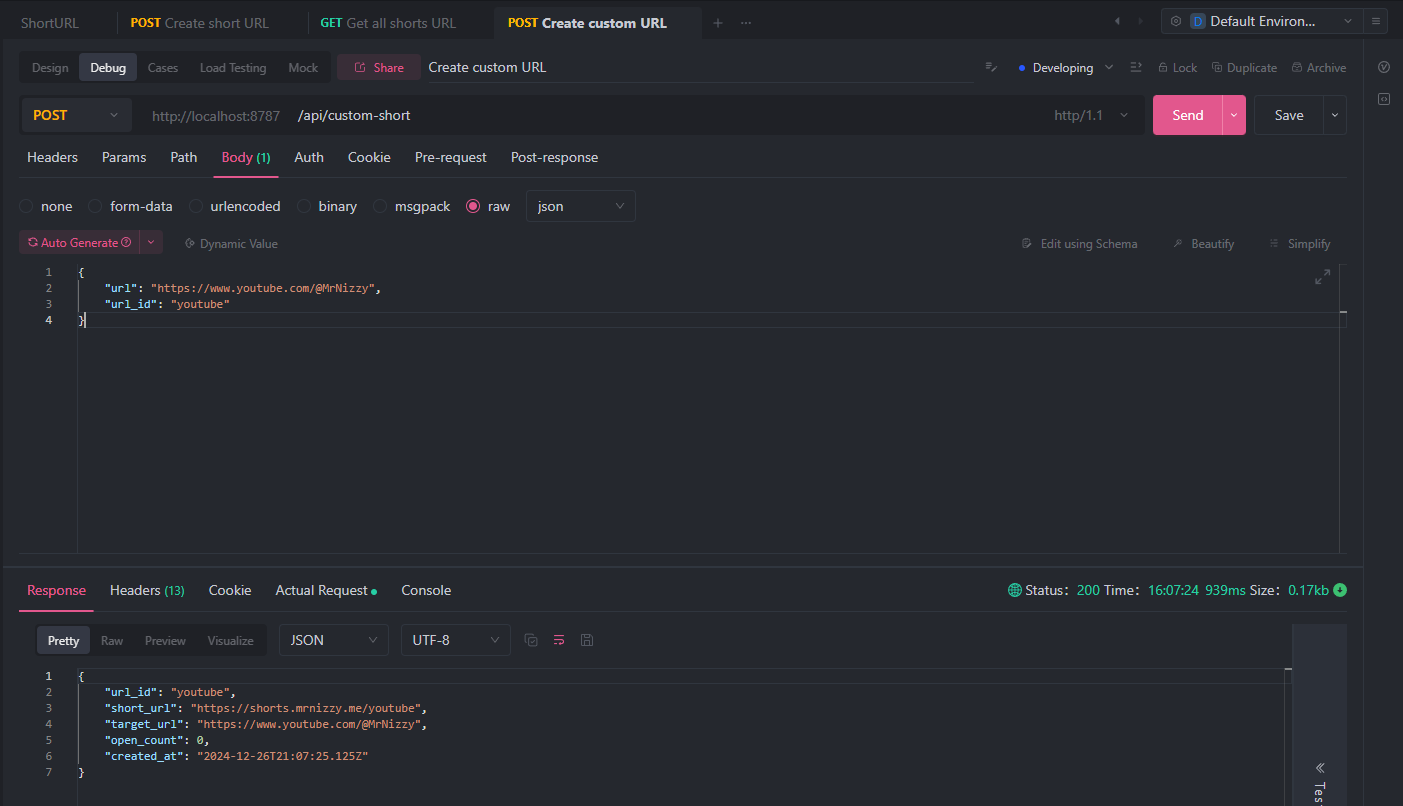 ShortURL POST Create short URL GET Get all shorts URL POST Create custom URL + ··· D Default Environ...
Design Debug Cases Load Testing Mock Share Create custom URL Developing Lock Duplicate Archive
POST http://localhost:8787 /api/custom-short http/1.1 Send Save
Headers Params Path Body (1) Auth Cookie Pre-request Post-response
none form-data urlencoded binary msgpack raw json
Auto Generate Dynamic Value Edit using Schema Beautify Simplify
1 {
2 "url": "https://www.youtube.com/@MrNizzy",
3 "url_id": "youtube"
4 }
Response Headers (13) Cookie Actual Request Console Status: 200 Time: 16:07:24 939ms Size: 0.17kb
Pretty Raw Preview Visualize JSON UTF-8
1 {
2 "url_id": "youtube",
3 "short_url": "https://shorts.mrnizzy.me/youtube",
4 "target_url": "https://www.youtube.com/@MrNizzy",
5 "open_count": 0,
6 "created_at": "2024-12-26T21:07:25.125Z"
7 }